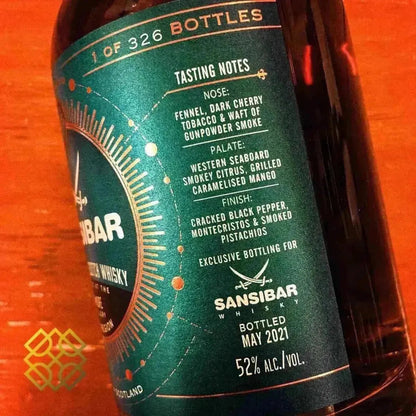 1 OF 326 BOTTLES
TASTING NOTES
NOSE:
FENNEL, DARK CHERRY
TOBACCO & WAFT OF
GUNPOWDER SMOKE
PALATE:
WESTERN SEABOARD
SMOKEY CITRUS, GRILLED
CARAMELISED MANGO
FINISH:
CRACKED BLACK PEPPER,
MONTECRISTOS & SMOKED
PISTACHIOS
EXCLUSIVE BOTTLING FOR
SANSIBAR
WHISKY
BOTTLED
MAY 2021
52% ALC./VOL.
SIBAR
WHISKY
THE
SCOTLAND